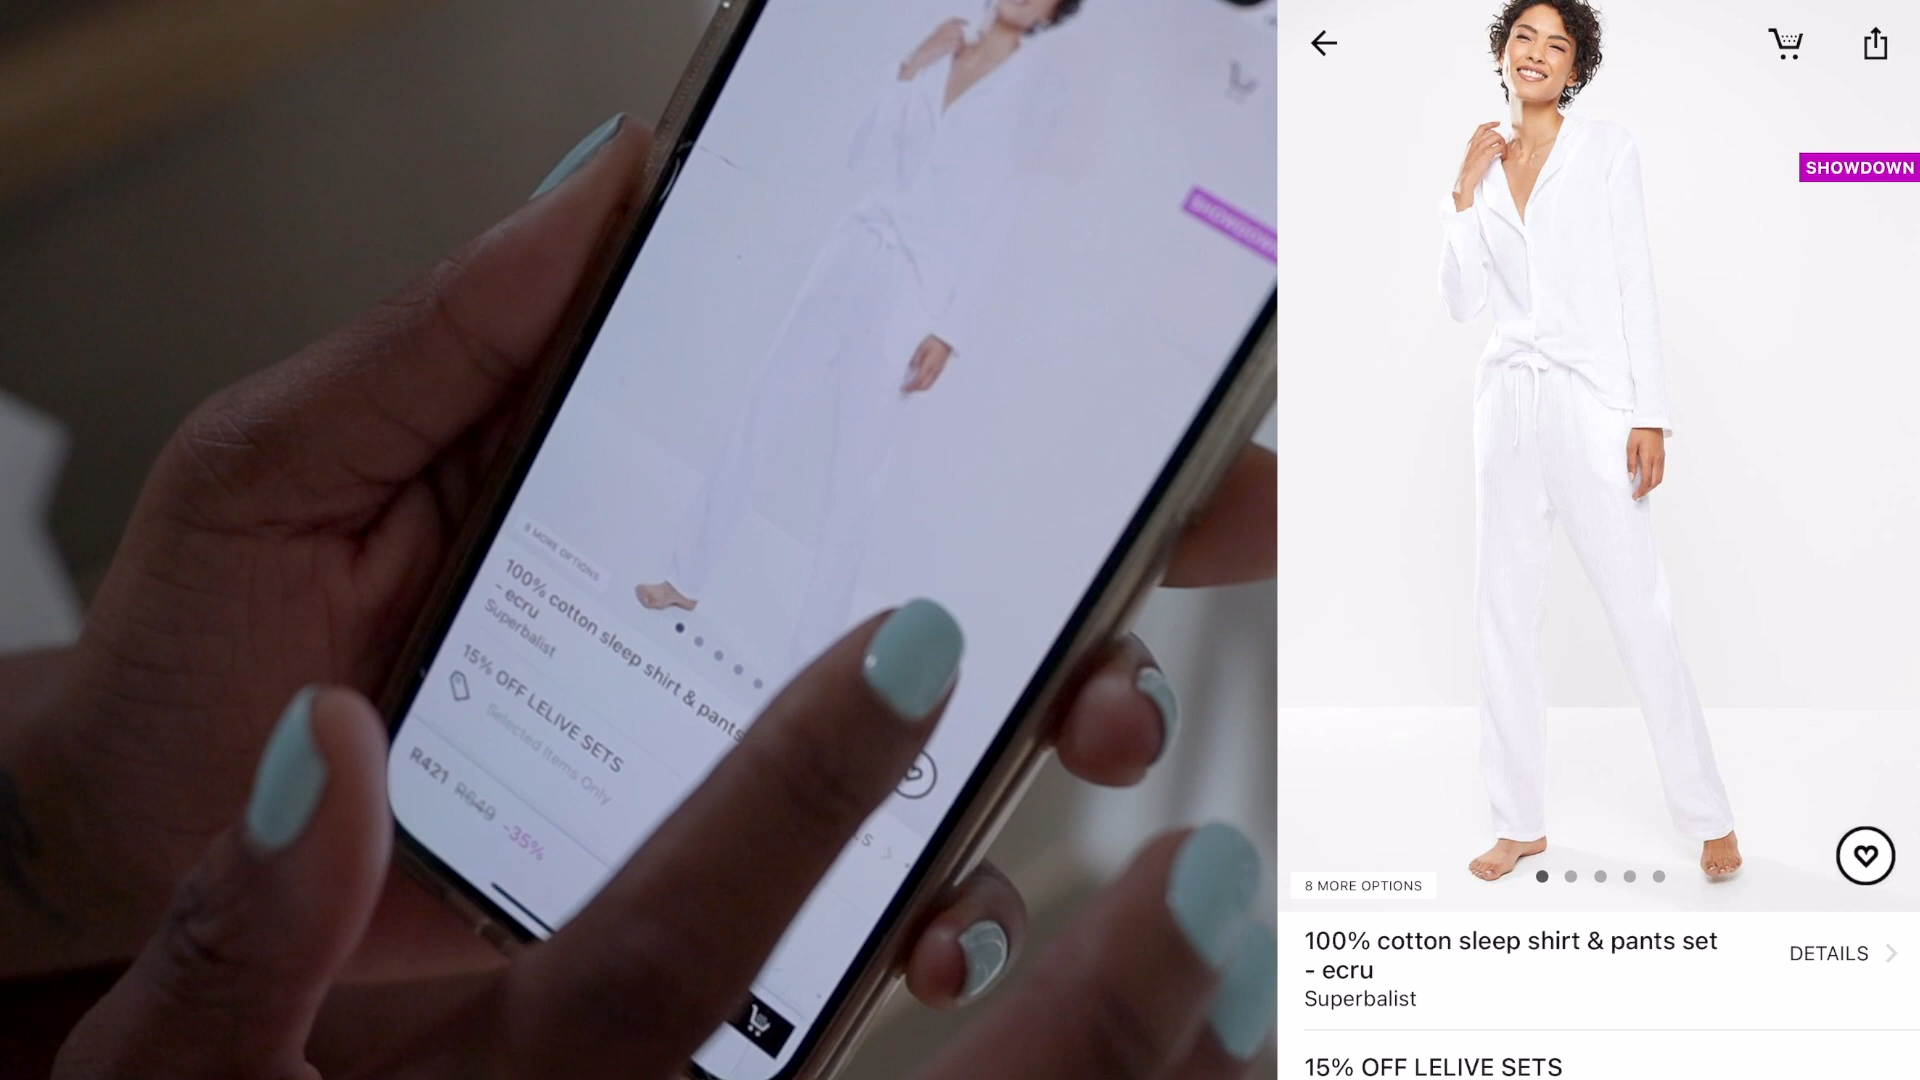 SHOWDOWN
8 MORE OPTIONS
100% cotton sleep shirt & pants
- ecru
Superbalist
15% OFF LELIVE SETS
Selected Items Only
R421 R649 -35%
SHOWDOWN
8 MORE OPTIONS
100% cotton sleep shirt & pants set
- ecru
DETAILS
Superbalist
15% OFF LELIVE SETS